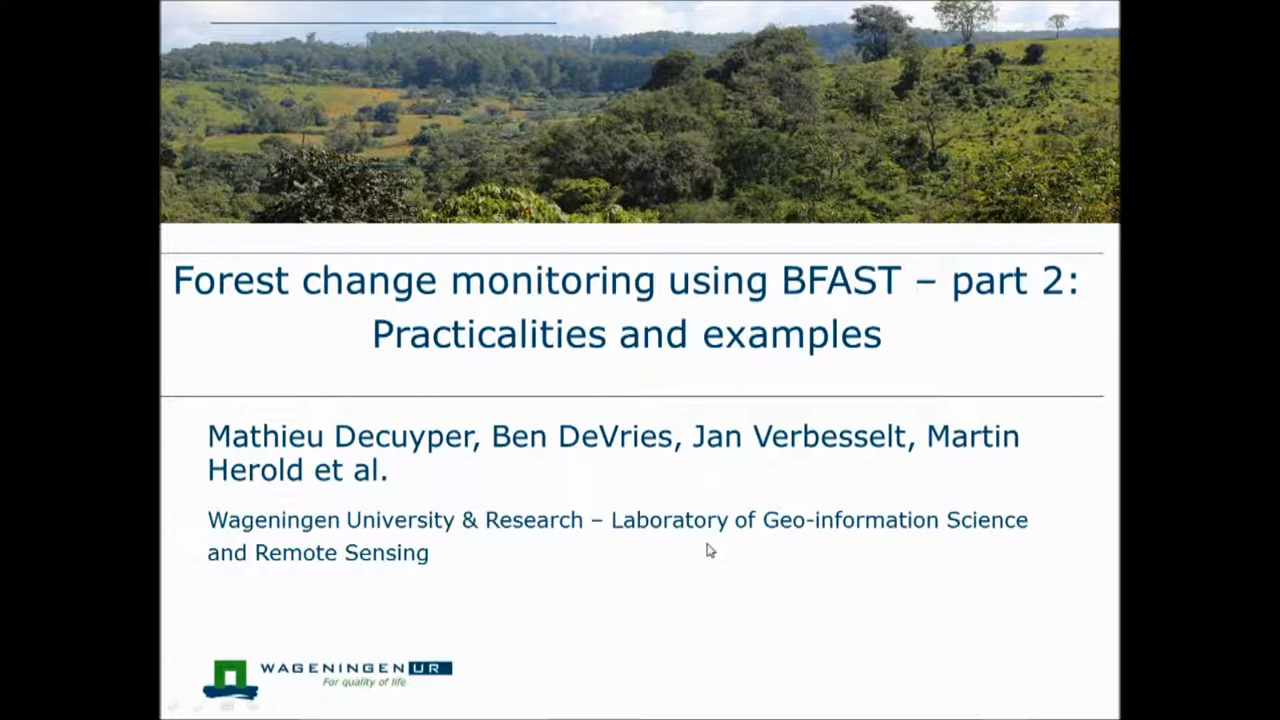 Forest change monitoring using BFAST – part 2:
Practicalities and examples
Mathieu Decuyper, Ben DeVries, Jan Verbesselt, Martin
Herold et al.
Wageningen University & Research – Laboratory of Geo-information Science
and Remote Sensing
WAGENINGEN UR
For quality of life